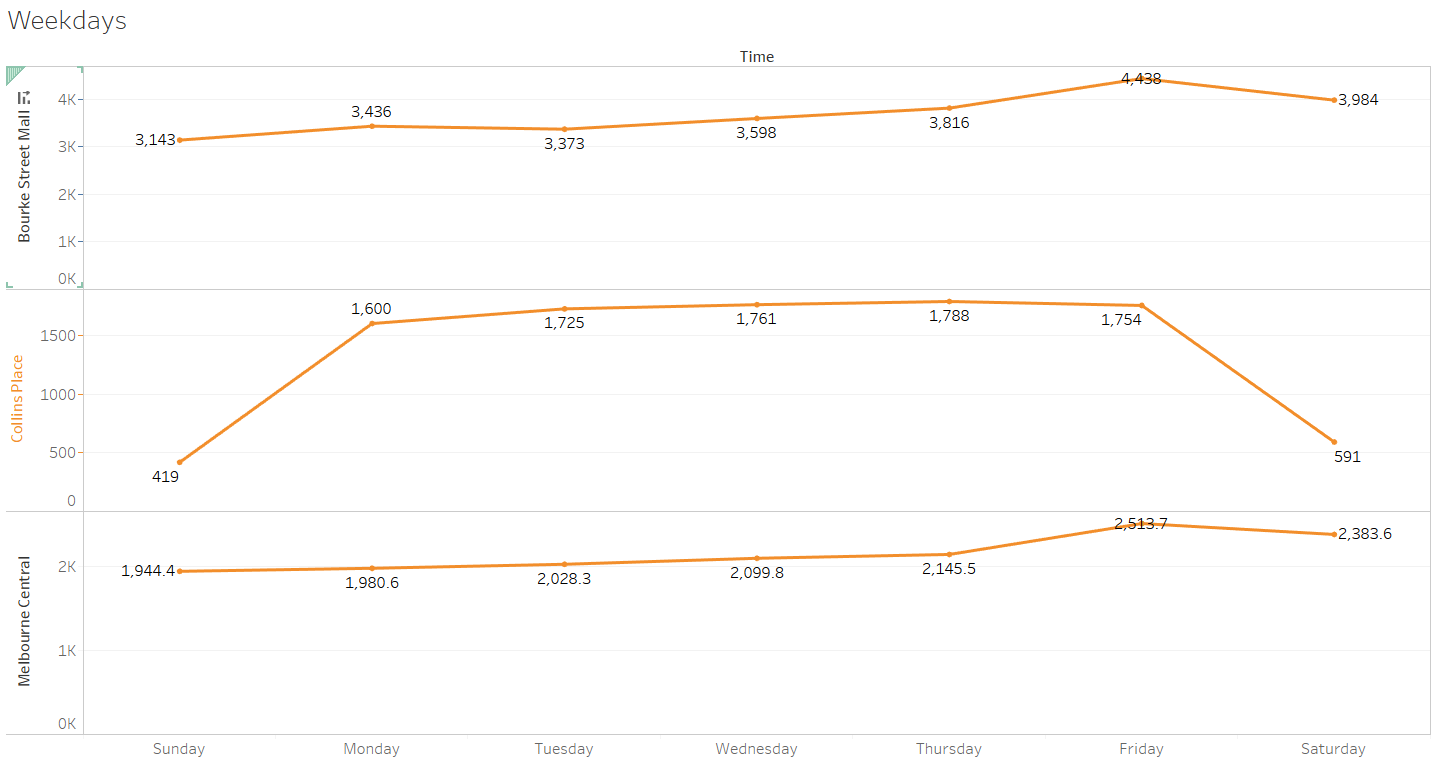 Weekdays
Time
Bourke Street Mall
4K
3K
2K
1K
0K
3,143
3,436
3,373
3,598
3,816
4,438
3,984
Collins Place
1500
1000
500
0
419
1,600
1,725
1,761
1,788
1,754
591
Melbourne Central
2K
1K
0K
1,944.4
1,980.6
2,028.3
2,099.8
2,145.5
2,513.7
2,383.6
Sunday Monday Tuesday Wednesday Thursday Friday Saturday